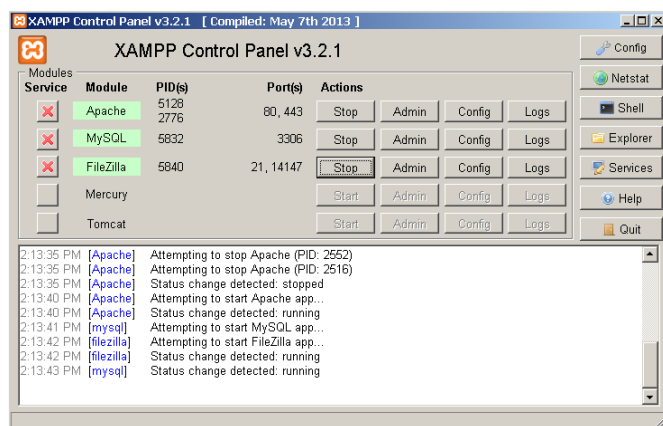 XAMPP Control Panel v3.2.1 [ Compiled: May 7th 2013 ]
XAMPP Control Panel v3.2.1
Config
Modules
Service Module PID(s) Port(s) Actions
Netstat
Apache 5128 2776 80, 443 Stop Admin Config Logs
Shell
MySQL 5832 3306 Stop Admin Config Logs
Explorer
FileZilla 5840 21, 14147 Stop Admin Config Logs
Services
Mercury Start Admin Config Logs
Help
Tomcat Start Admin Config Logs
Quit
2:13:35 PM [Apache] Attempting to stop Apache (PID: 2552)
2:13:35 PM [Apache] Attempting to stop Apache (PID: 2516)
2:13:35 PM [Apache] Status change detected: stopped
2:13:40 PM [Apache] Attempting to start Apache app...
2:13:40 PM [Apache] Status change detected: running
2:13:41 PM [mysql] Attempting to start MySQL app...
2:13:42 PM [filezilla] Attempting to start FileZilla app...
2:13:42 PM [filezilla] Status change detected: running
2:13:43 PM [mysql] Status change detected: running